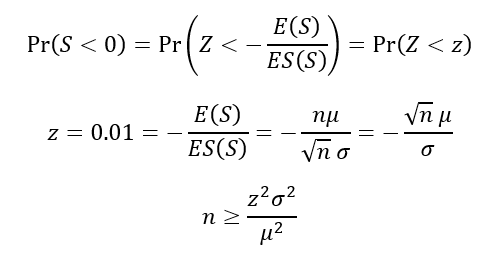 Pr(S < 0) = Pr(Z < −E(S)/ES(S)) = Pr(Z < z)
z = 0.01 = −E(S)/ES(S) = −nμ/(√n σ) = −(√n μ)/σ
n ≥ z²σ²/μ²